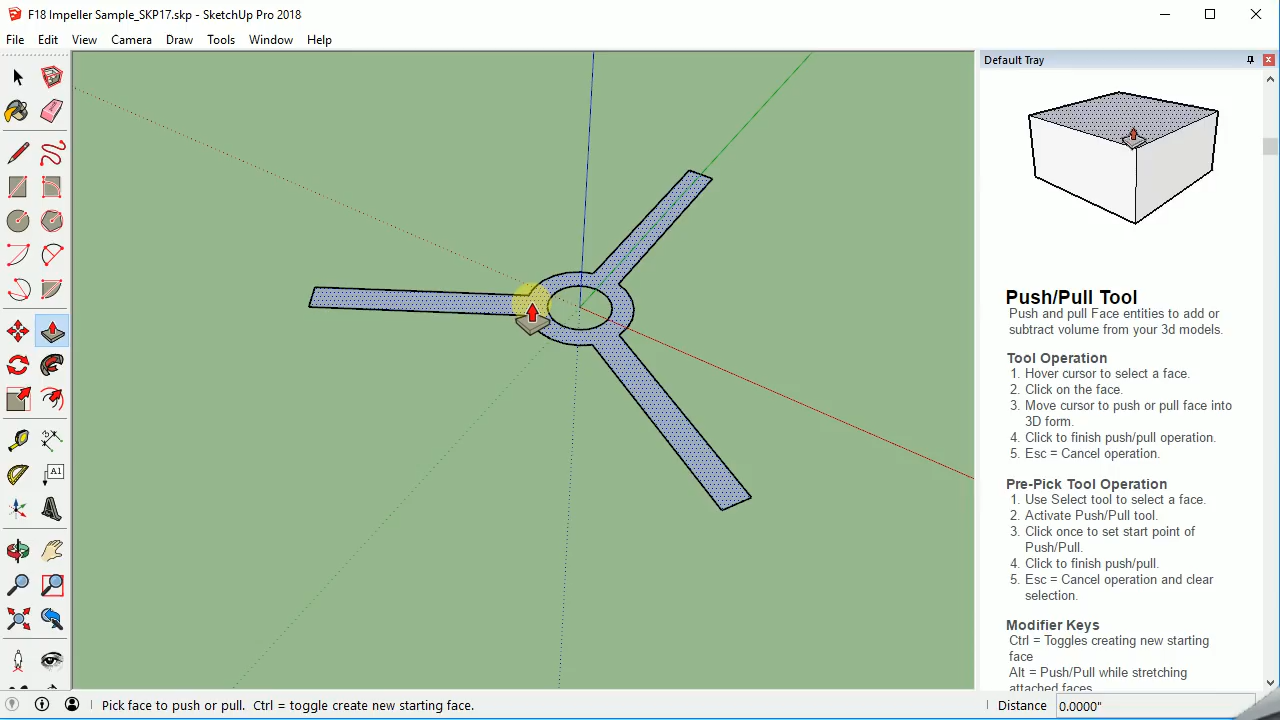 F18 Impeller Sample_SKP17.skp - SketchUp Pro 2018
File Edit View Camera Draw Tools Window Help
Default Tray
A1
Push/Pull Tool
Push and pull Face entities to add or
subtract volume from your 3d models.
Tool Operation
1. Hover cursor to select a face.
2. Click on the face.
3. Move cursor to push or pull face into
3D form.
4. Click to finish push/pull operation.
5. Esc = Cancel operation.
Pre-Pick Tool Operation
1. Use Select tool to select a face.
2. Activate Push/Pull tool.
3. Click once to set start point of
Push/Pull.
4. Click to finish push/pull.
5. Esc = Cancel operation and clear
selection.
Modifier Keys
Ctrl = Toggles creating new starting
face
Alt = Push/Pull while stretching
attached faces
Pick face to push or pull. Ctrl = toggle create new starting face.
Distance 0.0000"